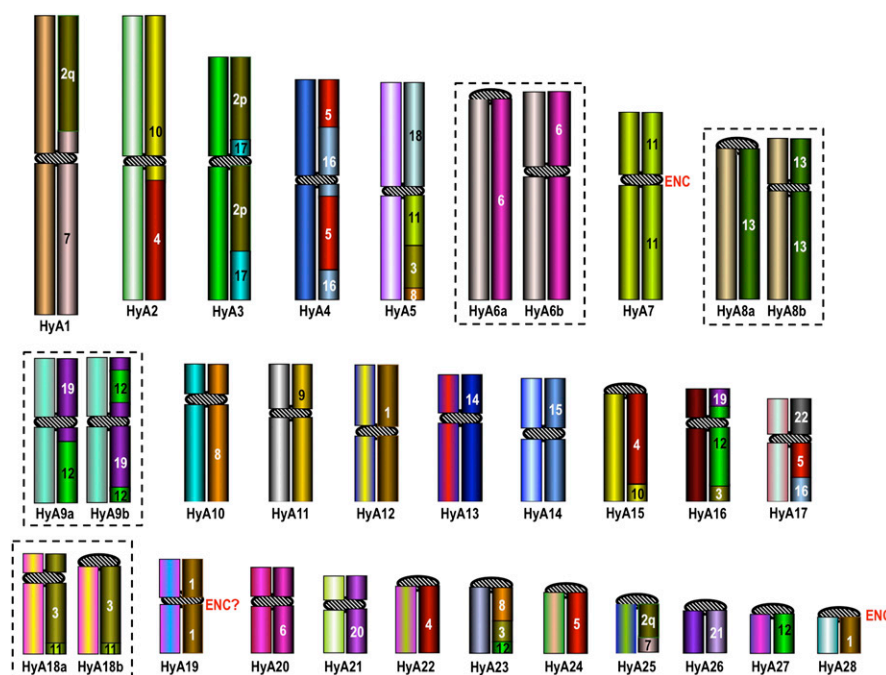 2q
7
HyA1
10
4
HyA2
2p
17
2p
17
HyA3
5
16
5
16
HyA4
18
11
3
8
HyA5
6
HyA6a
6
HyA6b
11
11
ENC
HyA7
13
HyA8a
13
13
HyA8b
19
12
HyA9a
12
19
12
HyA9b
8
HyA10
9
HyA11
1
HyA12
14
HyA13
15
HyA14
4
10
HyA15
19
12
3
HyA16
22
5
16
HyA17
3
11
HyA18a
3
11
HyA18b
1
1
ENC?
HyA19
6
HyA20
20
HyA21
4
HyA22
8
3
12
HyA23
5
HyA24
2q
7
HyA25
21
HyA26
12
HyA27
ENC
1
HyA28